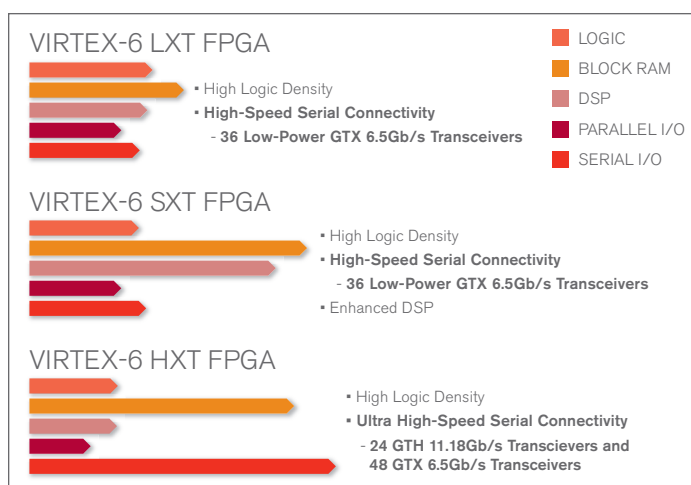 VIRTEX-6 LXT FPGA
▪ High Logic Density
▪ High-Speed Serial Connectivity
- 36 Low-Power GTX 6.5Gb/s Transceivers
LOGIC
BLOCK RAM
DSP
PARALLEL I/O
SERIAL I/O
VIRTEX-6 SXT FPGA
▪ High Logic Density
▪ High-Speed Serial Connectivity
- 36 Low-Power GTX 6.5Gb/s Transceivers
▪ Enhanced DSP
VIRTEX-6 HXT FPGA
▪ High Logic Density
▪ Ultra High-Speed Serial Connectivity
- 24 GTH 11.18Gb/s Transcievers and
48 GTX 6.5Gb/s Transceivers